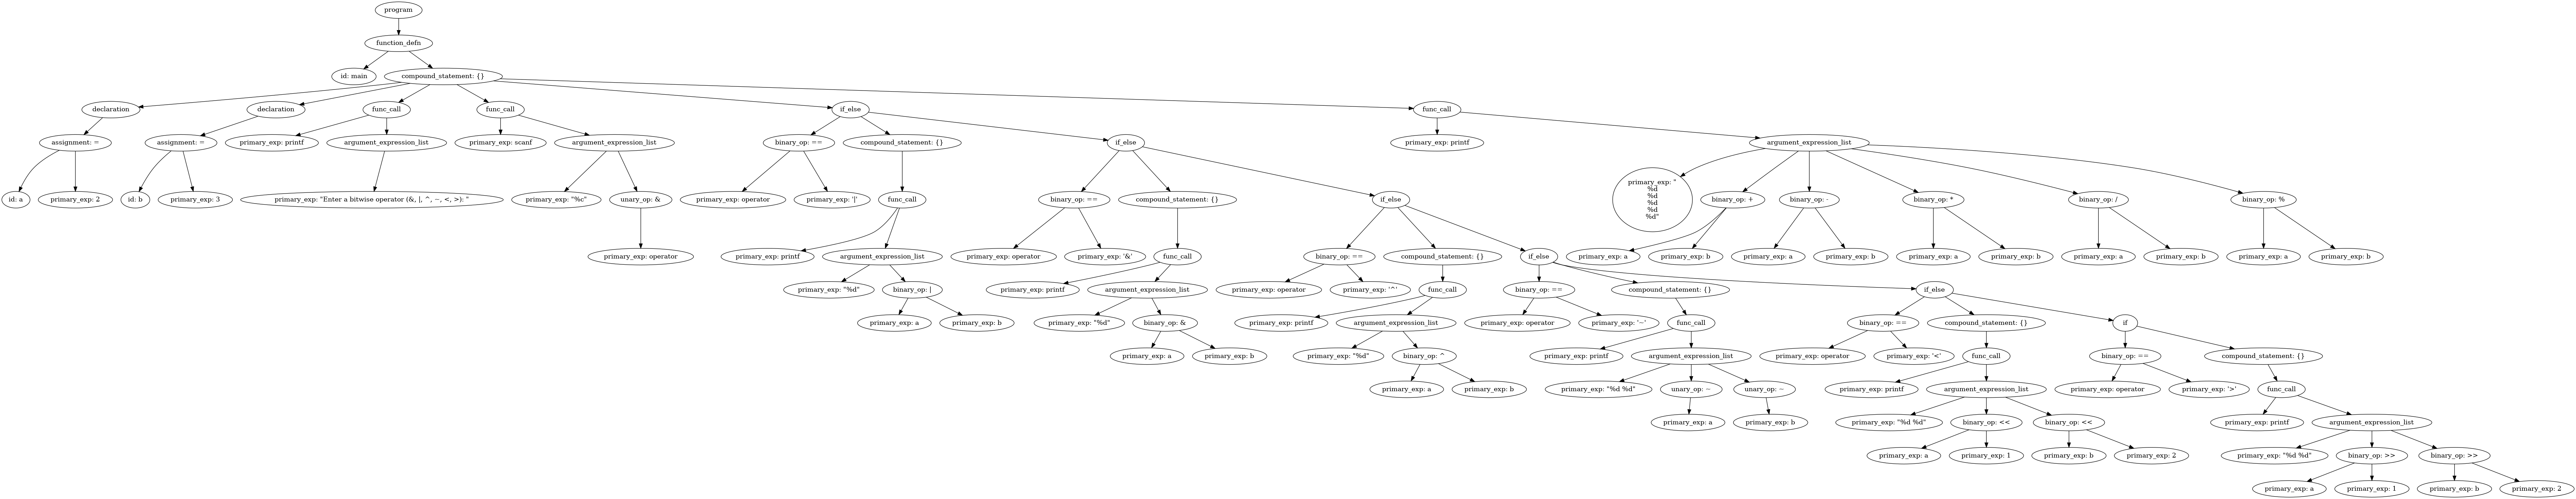 program
function_defn
id: main
compound_statement: {}
declaration
declaration
func_call
func_call
if_else
func_call
assignment: =
assignment: =
primary_exp: printf
argument_expression_list
primary_exp: scanf
argument_expression_list
binary_op: ==
compound_statement: {}
if_else
primary_exp: printf
argument_expression_list
id: a
primary_exp: 2
id: b
primary_exp: 3
primary_exp: "Enter a bitwise operator (&, |, ^, ~, <, >): "
primary_exp: "%c"
unary_op: &
primary_exp: operator
primary_exp: '|'
func_call
binary_op: ==
compound_statement: {}
if_else
primary_exp: "
%d
%d
%d
%d
%d"
binary_op: +
binary_op: -
binary_op: *
binary_op: /
binary_op: %
primary_exp: operator
primary_exp: printf
argument_expression_list
primary_exp: operator
primary_exp: '&'
func_call
binary_op: ==
compound_statement: {}
if_else
primary_exp: a
primary_exp: b
primary_exp: a
primary_exp: b
primary_exp: a
primary_exp: b
primary_exp: a
primary_exp: b
primary_exp: a
primary_exp: b
primary_exp: "%d"
binary_op: |
primary_exp: printf
argument_expression_list
primary_exp: operator
primary_exp: '^'
func_call
binary_op: ==
compound_statement: {}
if_else
primary_exp: a
primary_exp: b
primary_exp: "%d"
binary_op: &
primary_exp: printf
argument_expression_list
primary_exp: operator
primary_exp: '~'
func_call
binary_op: ==
compound_statement: {}
if
primary_exp: a
primary_exp: b
primary_exp: "%d"
binary_op: ^
primary_exp: printf
argument_expression_list
primary_exp: operator
primary_exp: '<'
func_call
binary_op: ==
compound_statement: {}
primary_exp: a
primary_exp: b
primary_exp: "%d %d"
unary_op: ~
unary_op: ~
primary_exp: printf
argument_expression_list
primary_exp: operator
primary_exp: '>'
func_call
primary_exp: a
primary_exp: b
primary_exp: "%d %d"
binary_op: <<
binary_op: <<
primary_exp: printf
argument_expression_list
primary_exp: a
primary_exp: 1
primary_exp: b
primary_exp: 2
primary_exp: "%d %d"
binary_op: >>
binary_op: >>
primary_exp: a
primary_exp: 1
primary_exp: b
primary_exp: 2